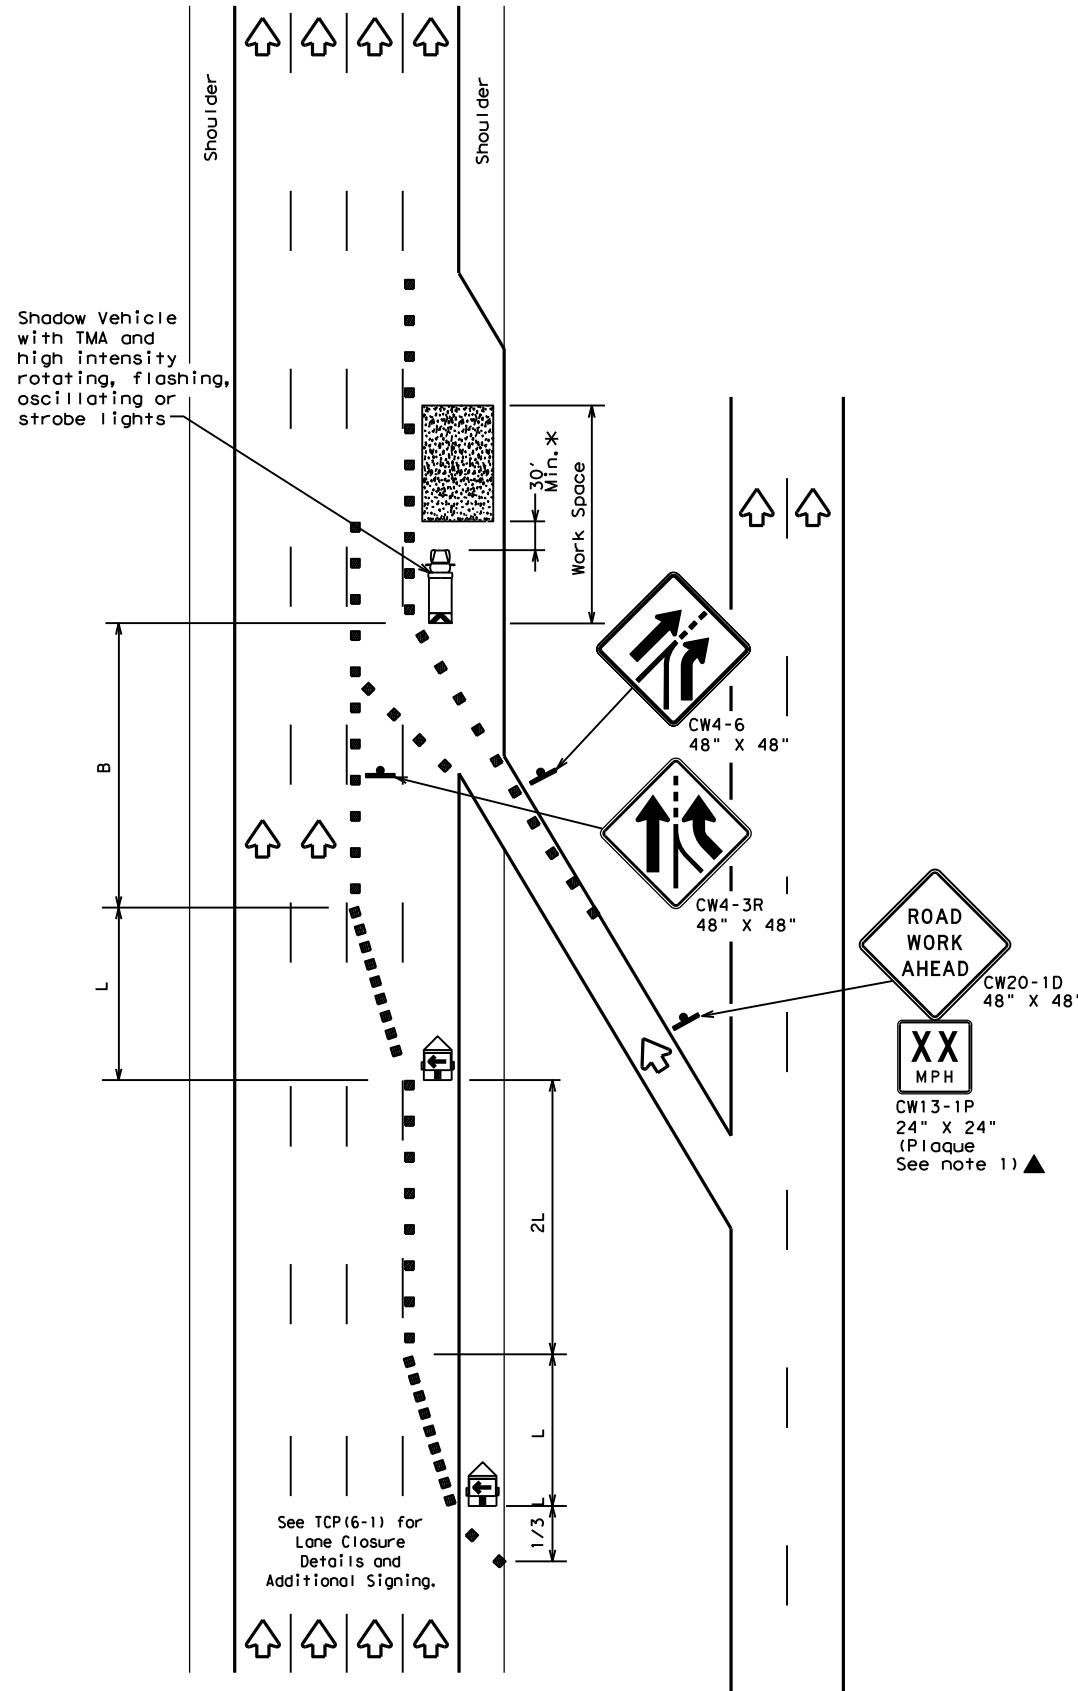 Shoulder
Shoulder
Shadow Vehicle
with TMA and
high intensity
rotating, flashing,
oscillating or
strobe lights
30'
Min.*
Work Space
CW4-6
48" X 48"
B
CW4-3R
48" X 48"
ROAD
WORK
AHEAD
CW20-1D
48" X 48"
L
XX
MPH
CW13-1P
24" X 24"
(Plaque
See note 1)▲
2L
L
1/3 L
See TCP(6-1) for
Lane Closure
Details and
Additional Signing.